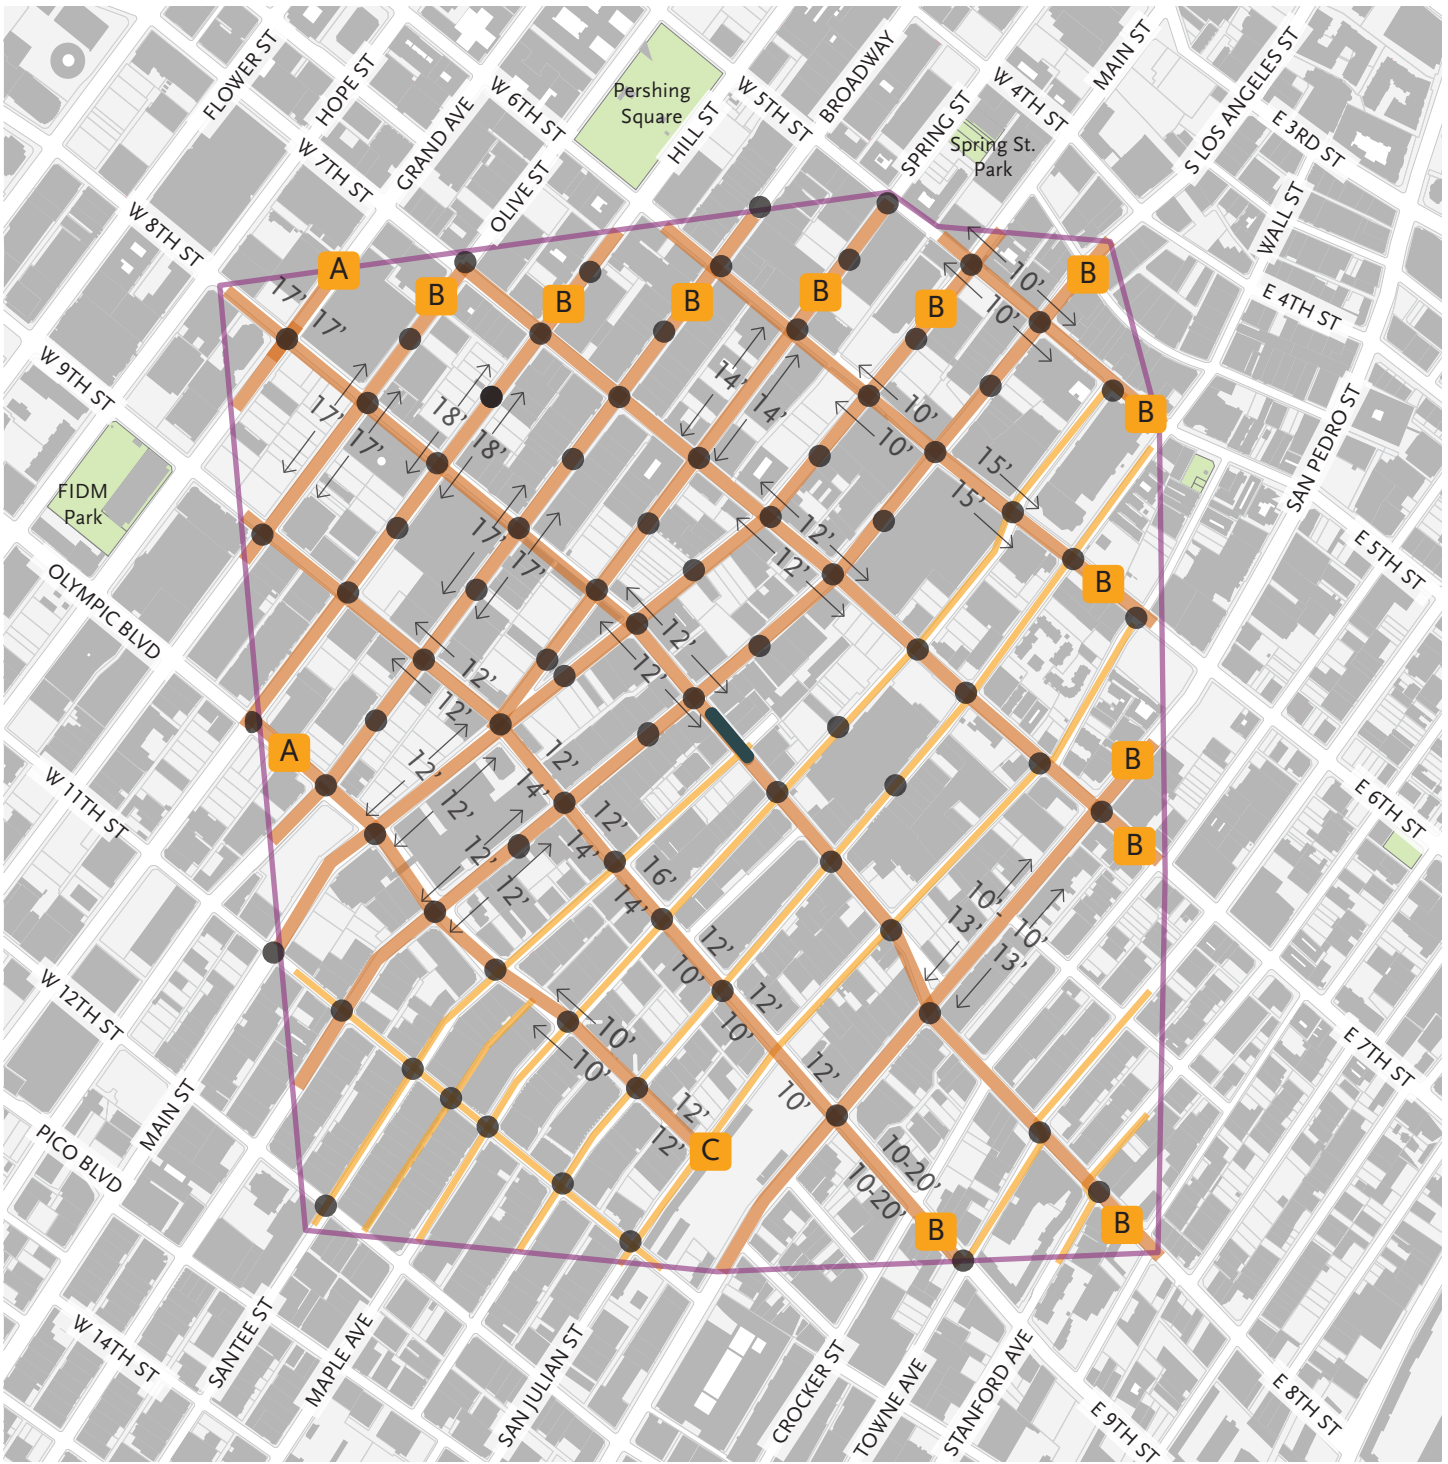 FLOWER ST
HOPE ST
GRAND AVE
OLIVE ST
W 6TH ST
W 7TH ST
W 8TH ST
W 9TH ST
Pershing
Square
HILL ST
W 5TH ST
BROADWAY
SPRING ST
W 4TH ST
MAIN ST
Spring St.
Park
S LOS ANGELES ST
E 3RD ST
WALL ST
E 4TH ST
SAN PEDRO ST
E 5TH ST
E 6TH ST
E 7TH ST
E 8TH ST
E 9TH ST
FIDM
Park
OLYMPIC BLVD
W 11TH ST
W 12TH ST
PICO BLVD
MAIN ST
W 14TH ST
SANTEE ST
MAPLE AVE
SAN JULIAN ST
CROCKER ST
TOWNE AVE
STANFORD AVE
A
B
B
B
B
B
B
B
B
B
B
A
C
B
B
17'
17'
17'
17'
18'
18'
14'
14'
10'
10'
10'
10'
15'
15'
17'
17'
12'
12'
12'
12'
12'
12'
12'
12'
12'
12'
12'
14'
12'
14'
16'
14'
12'
10'
12'
10'
12'
10'
10'
10'
13'
13'
10'
10'
12'
12'
10-20'
10-20'